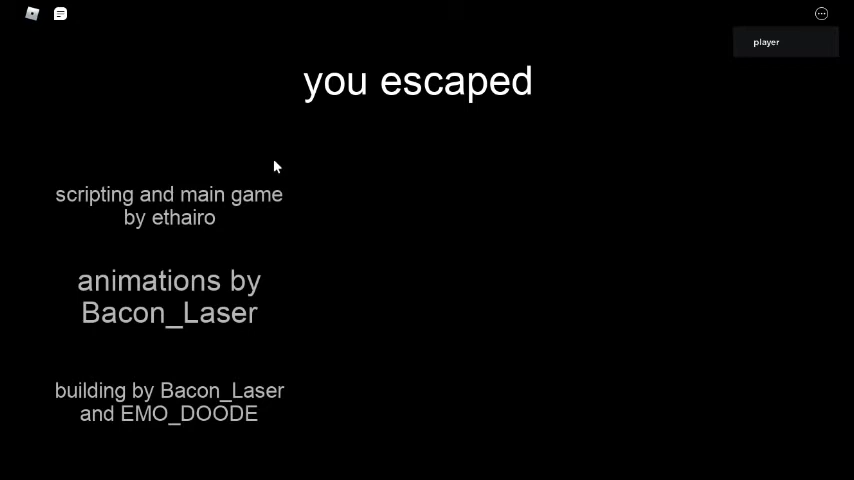 player
you escaped
scripting and main game
by ethairo
animations by
Bacon_Laser
building by Bacon_Laser
and EMO_DOODE